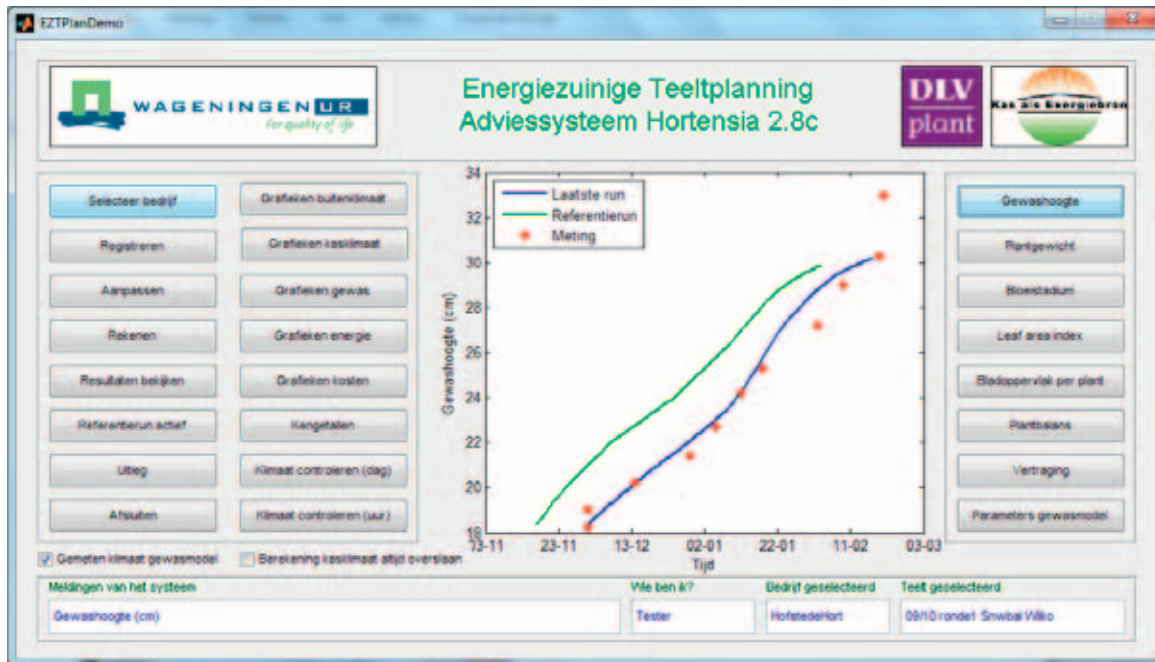 EZTPlanDemo
WAGENINGEN UR
For quality of life
Energiezuinige Teeltplanning
Adviessysteem Hortensia 2.8c
DLV
plant
Kas als Energiebron
Selecteer bedrijf
Registreren
Aanpassen
Rekenen
Resultaten bekijken
Referentierun actief
Uitleg
Afsluiten
Grafieken buitenklimaat
Grafieken kasklimaat
Grafieken gewas
Grafieken energie
Grafieken kosten
Kengetallen
Klimaat controleren (dag)
Klimaat controleren (uur)
Gemeten klimaat gewasmodel
Berekening kasklimaat altijd overslaan
Laatste run
Referentierun
Meting
Gewashoogte (cm)
34
32
30
28
26
24
22
20
18
13-11
23-11
13-12
02-01
22-01
11-02
03-03
Tijd
Gewashoogte
Plantgewicht
Bloeistadium
Leaf area index
Bladoppervlak per plant
Plantbalans
Vertraging
Parameters gewasmodel
Meldingen van het systeem
Gewashoogte (cm)
Wie ben ik?
Tester
Bedrijf geselecteerd
HofstedeHort
Teelt geselecteerd
09/10 ronde1 Snwbal Wilko